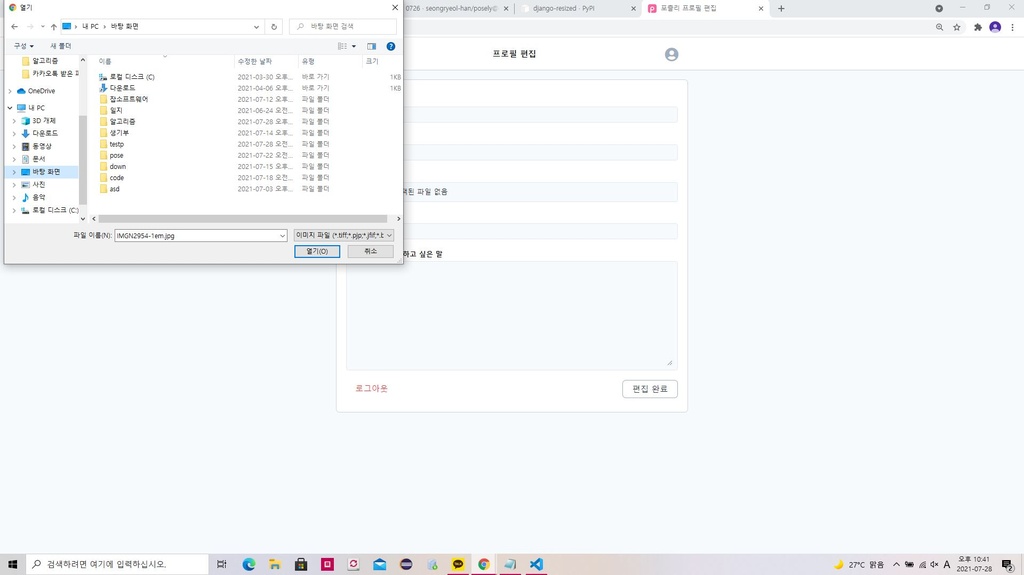 열기
0726 · seongryeol-han/posely
django-resized · PyPI
포즐리 프로필 편집
내 PC › 바탕 화면
바탕 화면 검색
구성
새 폴더
알고리즘
카카오톡 받은 파
OneDrive
내 PC
3D 개체
다운로드
동영상
문서
바탕 화면
사진
음악
로컬 디스크 (C:)
이름 수정한 날짜 유형 크기
로컬 디스크 (C) 2021-03-30 오후... 바로 가기 1KB
다운로드 2021-04-06 오후... 바로 가기 1KB
잡소프트웨어 2021-07-12 오후... 파일 폴더
일지 2021-06-24 오전... 파일 폴더
알고리즘 2021-07-28 오후... 파일 폴더
생기부 2021-07-14 오후... 파일 폴더
testp 2021-07-28 오전... 파일 폴더
pose 2021-07-22 오전... 파일 폴더
down 2021-07-15 오후... 파일 폴더
code 2021-07-18 오전... 파일 폴더
asd 2021-07-03 오후... 파일 폴더
파일 이름(N):
IMGN2954-1em.jpg
이미지 파일 (*.tiff;*.pjp;*.jfif;*.b
열기(O)
취소
프로필 편집
택된 파일 없음
하고 싶은 말
로그아웃
편집 완료
검색하려면 여기에 입력하십시오.
27°C 맑음
A
오후 10:41
2021-07-28
2